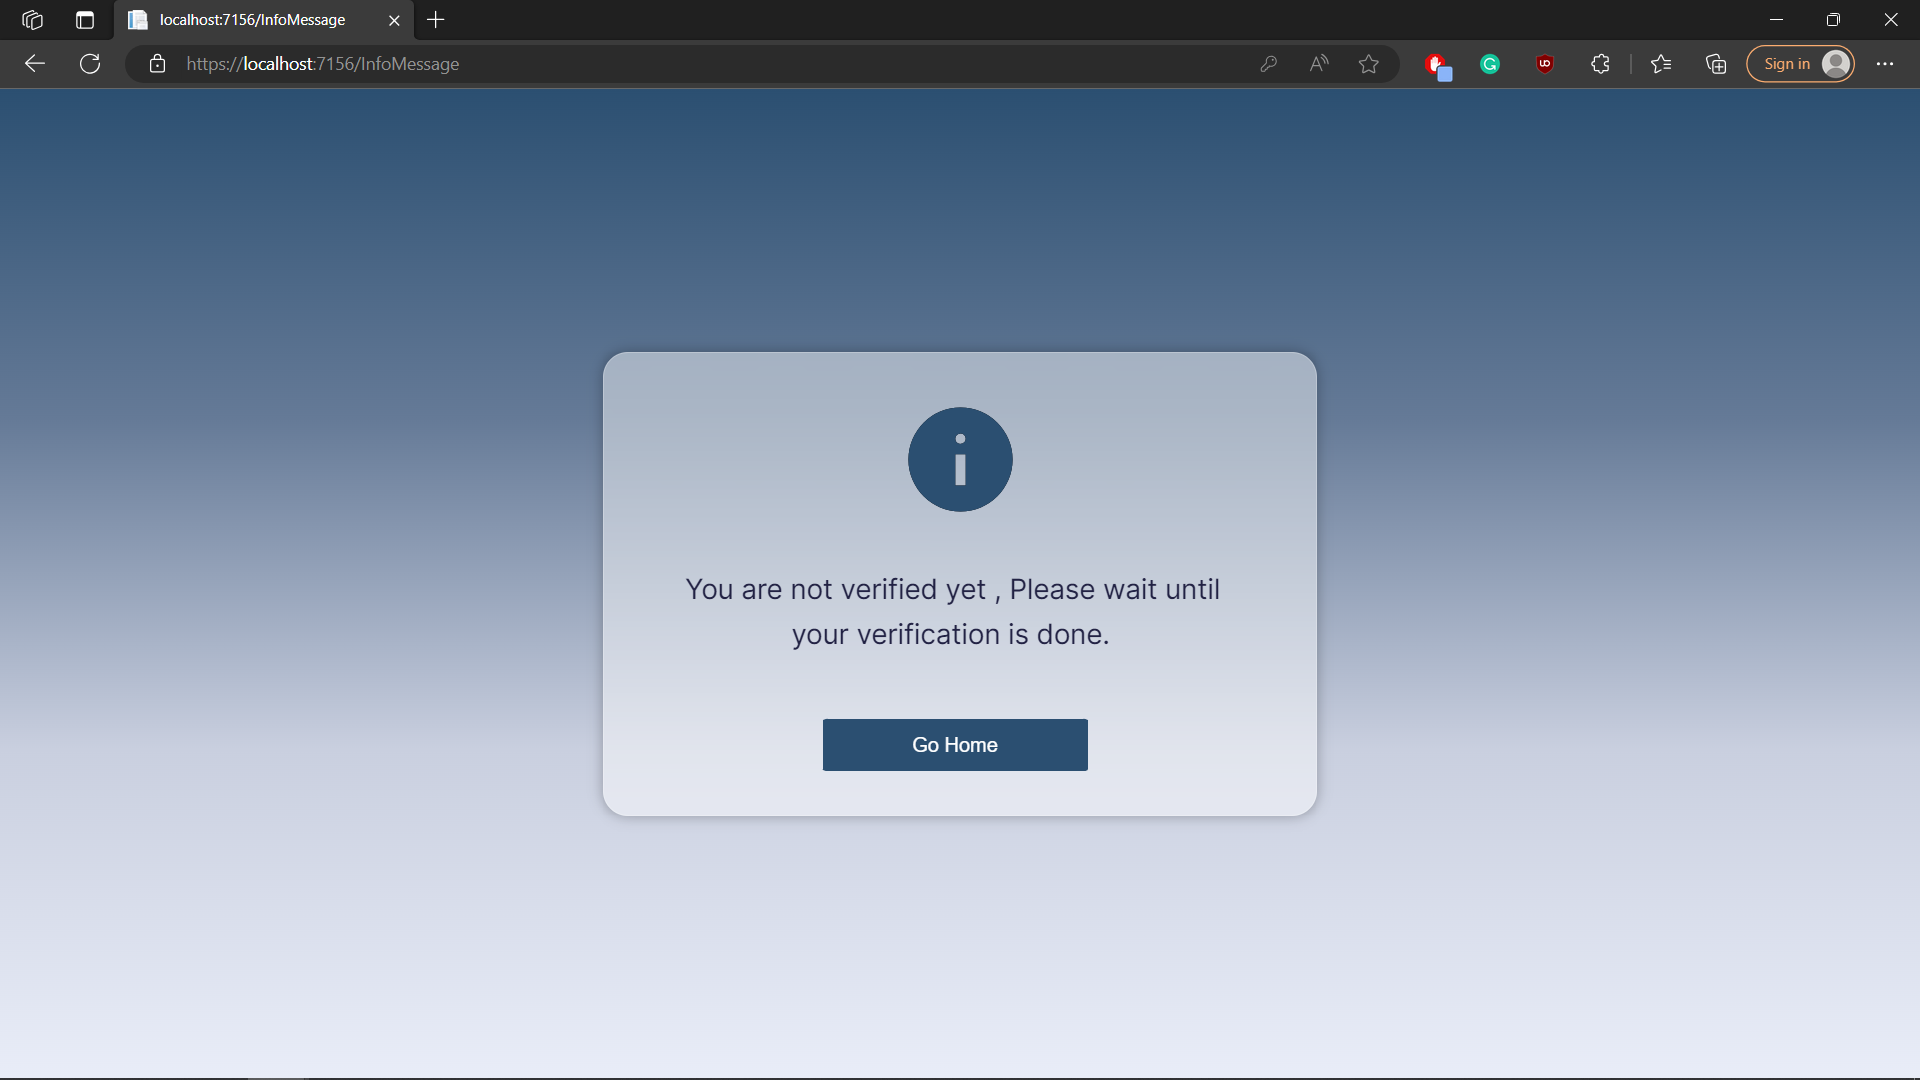 localhost:7156/InfoMessage
https://localhost:7156/InfoMessage
Sign in
You are not verified yet , Please wait until
your verification is done.
Go Home